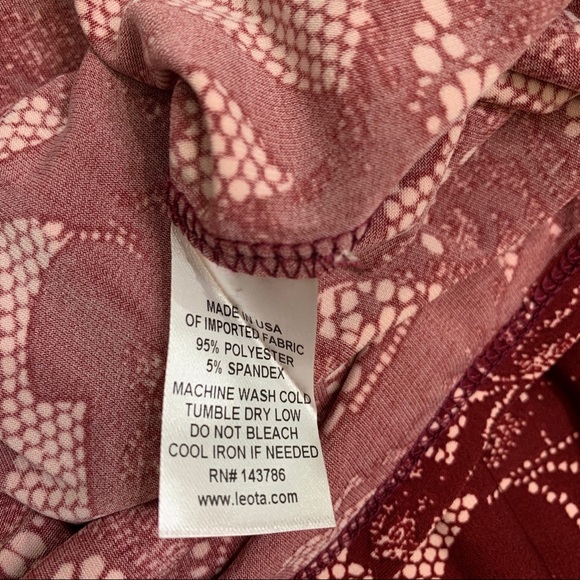 MADE IN USA
OF IMPORTED FABRIC
95% POLYESTER
5% SPANDEX
MACHINE WASH COLD
TUMBLE DRY LOW
DO NOT BLEACH
COOL IRON IF NEEDED
RN# 143786
www.leota.com